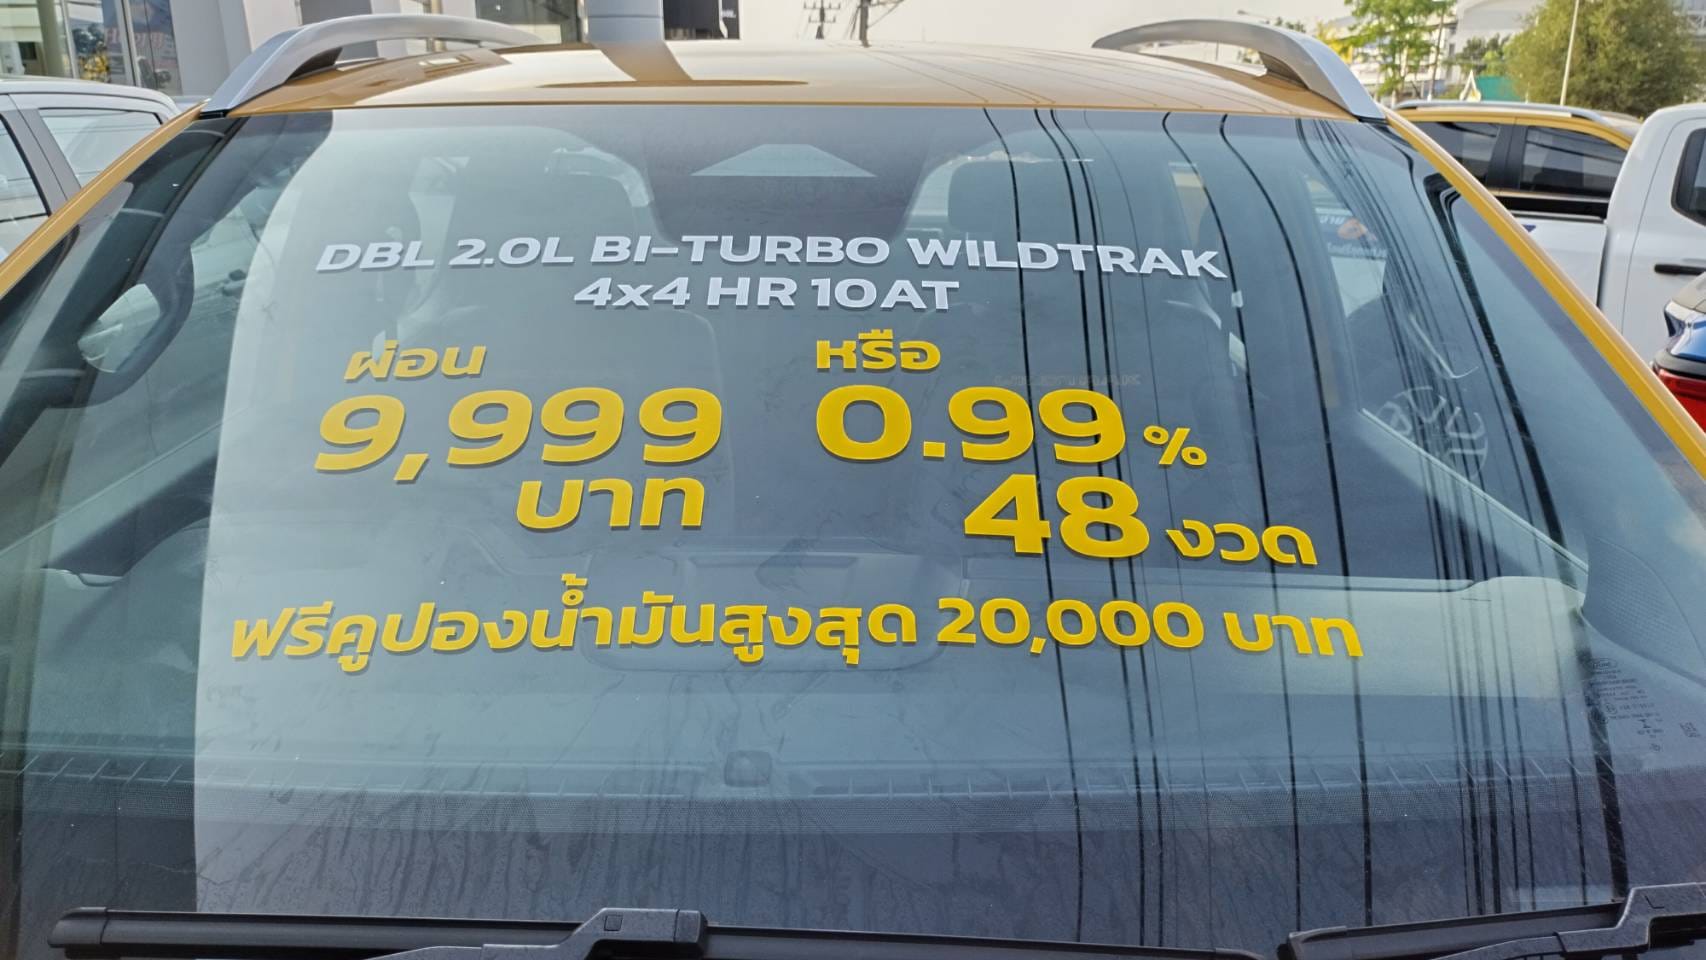 DBL 2.0L BI-TURBO WILDTRAK
4x4 HR 10AT
ผ่อน
9,999
บาท
หรือ
0.99 %
48 งวด
ฟรีคูปองน้ำมันสูงสุด 20,000 บาท